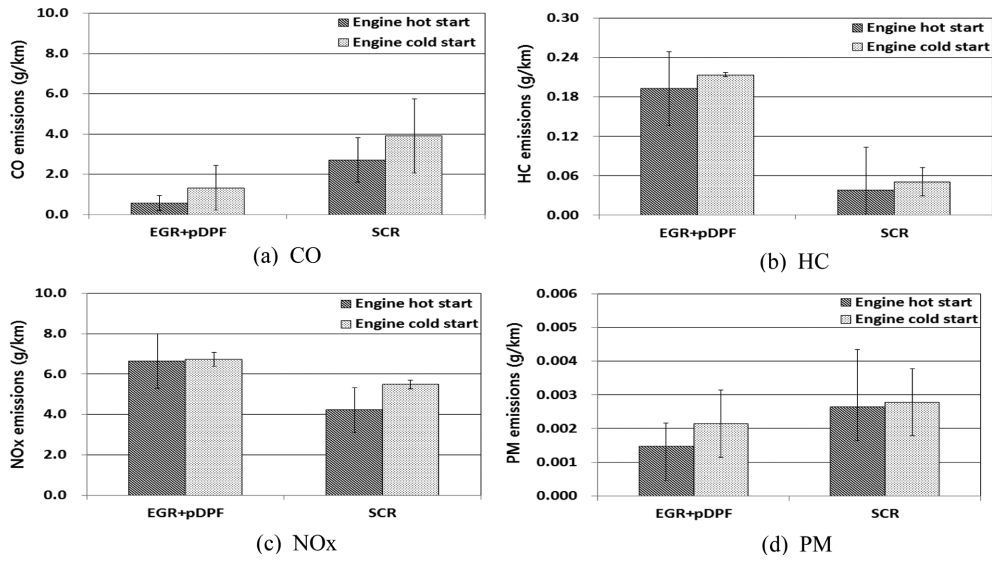 10.0
8.0
6.0
4.0
2.0
0.0
CO emissions (g/km)
Engine hot start
Engine cold start
EGR+pDPF
SCR
(a) CO
0.30
0.24
0.18
0.12
0.06
0.00
HC emissions (g/km)
Engine hot start
Engine cold start
EGR+pDPF
SCR
(b) HC
10.0
8.0
6.0
4.0
2.0
0.0
NOx emissions (g/km)
Engine hot start
Engine cold start
EGR+pDPF
SCR
(c) NOx
0.006
0.005
0.004
0.003
0.002
0.001
0.000
PM emissions (g/km)
Engine hot start
Engine cold start
EGR+pDPF
SCR
(d) PM